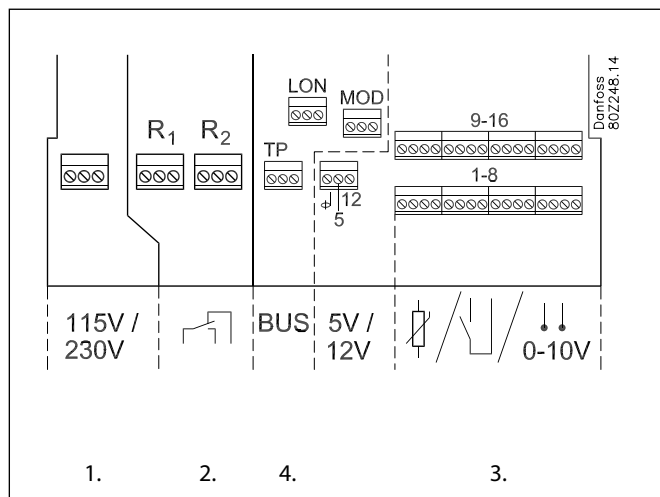 LON
MOD
Danfoss
80Z248.14
R1 R2
9-16
TP
1-8
12
5
115V /
230V
BUS
5V /
12V
0-10V
1. 2. 4. 3.